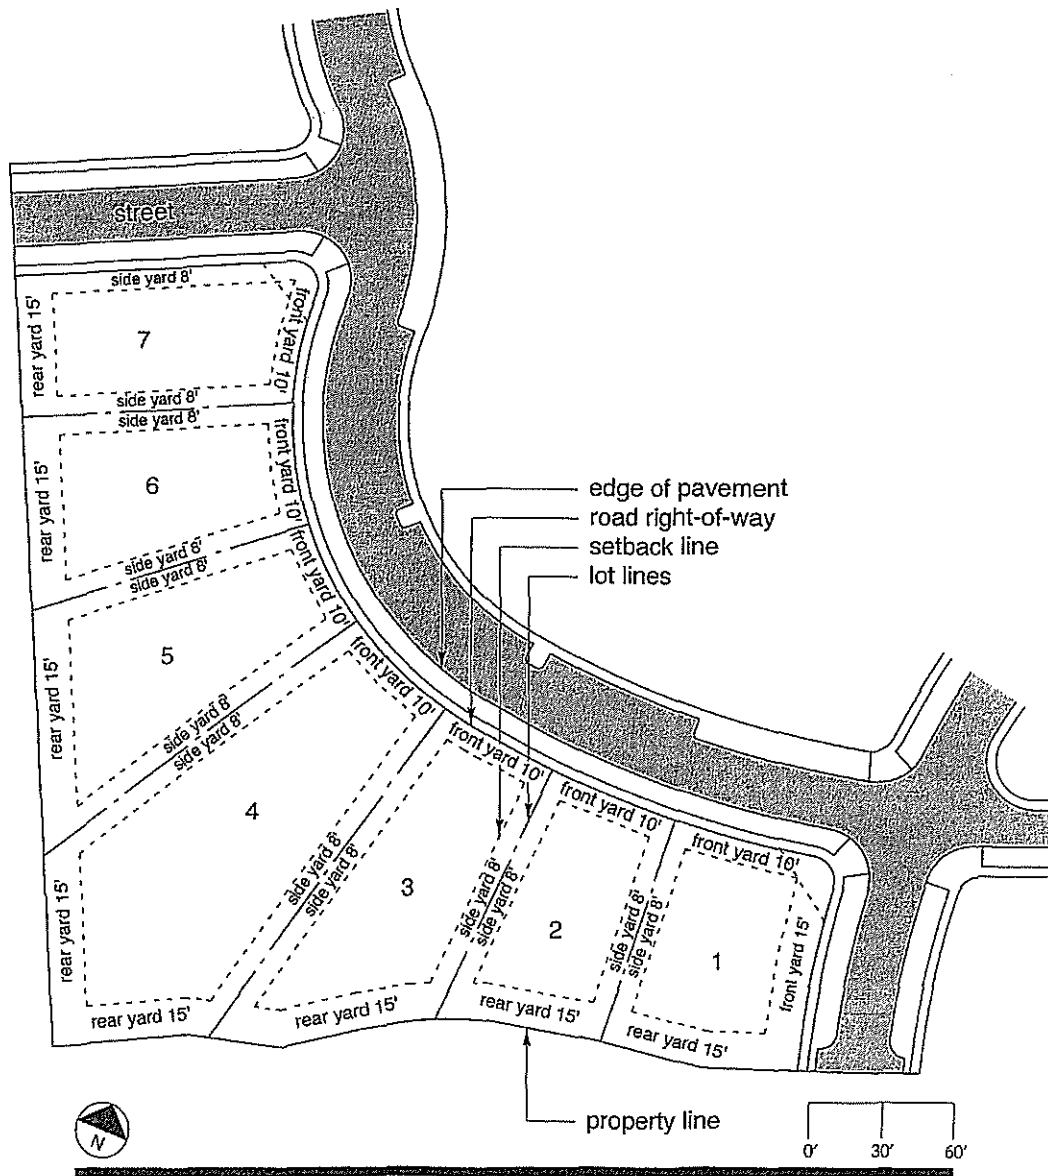 street
side yard 8'
rear yard 15'
7
front yard 10'
side yard 8'
side yard 8'
rear yard 15'
6
front yard 10'
side yard 8'
side yard 8'
edge of pavement
road right-of-way
setback line
lot lines
rear yard 15'
5
front yard 10'
side yard 8'
side yard 8'
front yard 10'
4
rear yard 15'
rear yard 15'
side yard 8'
side yard 8'
front yard 10'
3
rear yard 15'
side yard 8'
side yard 8'
front yard 10'
2
rear yard 15'
side yard 8'
side yard 8'
front yard 10'
1
front yard 15'
rear yard 15'
property line
N
0' 30' 60'